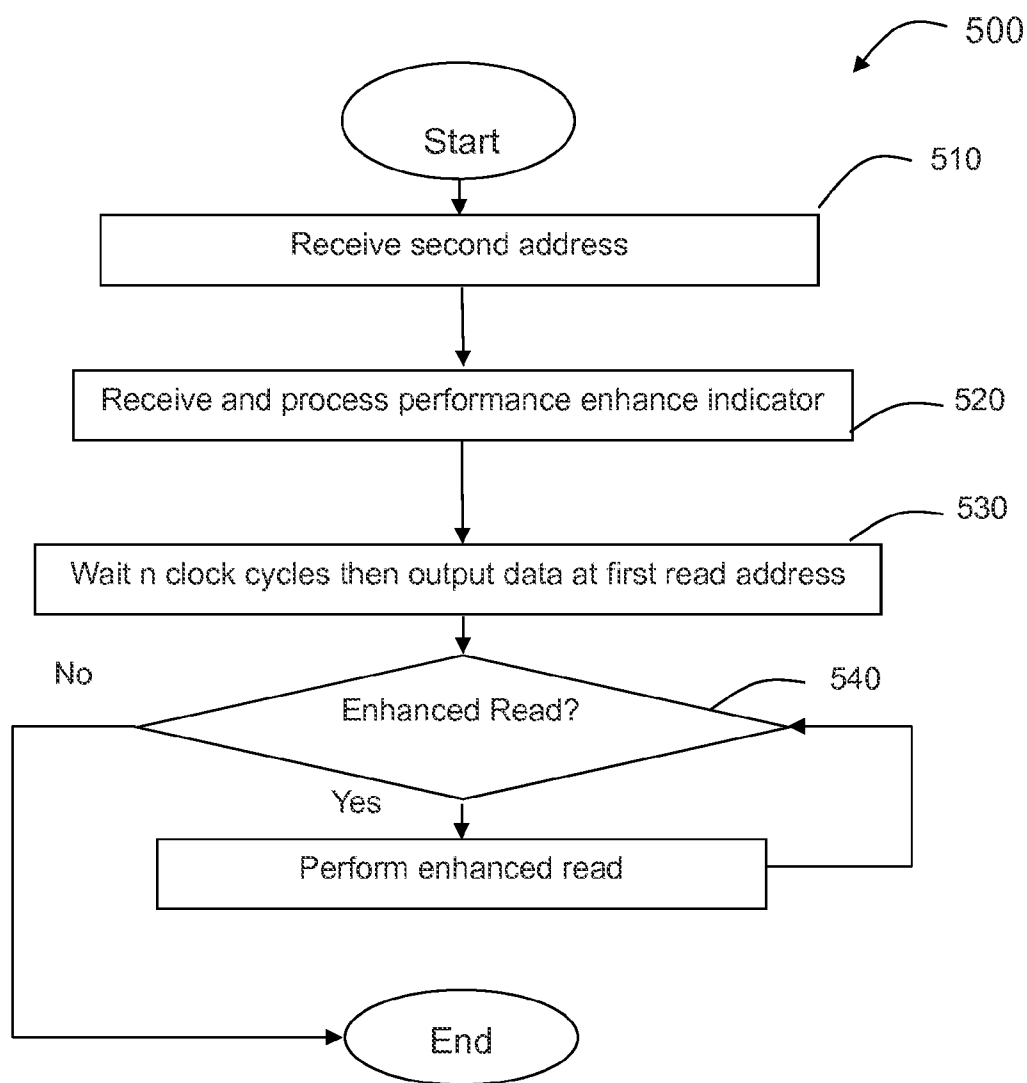 500
Start
510
Receive second address
Receive and process performance enhance indicator
520
530
Wait n clock cycles then output data at first read address
No
540
Enhanced Read?
Yes
Perform enhanced read
End